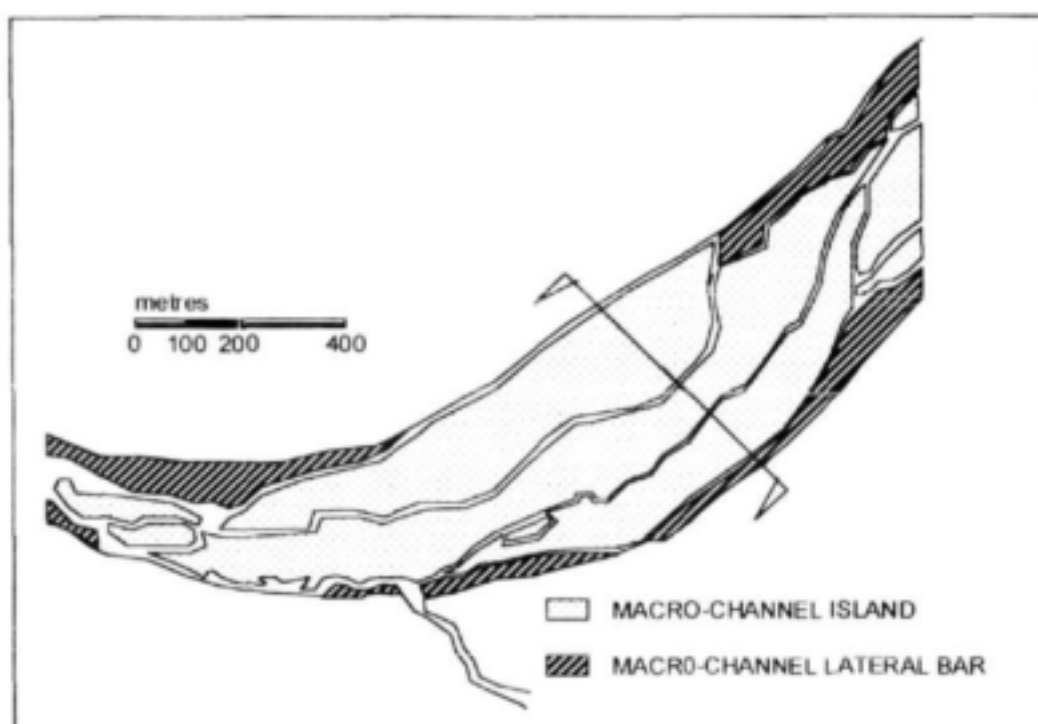 metres
0 100 200 400
MACRO-CHANNEL ISLAND
MACR0-CHANNEL LATERAL BAR